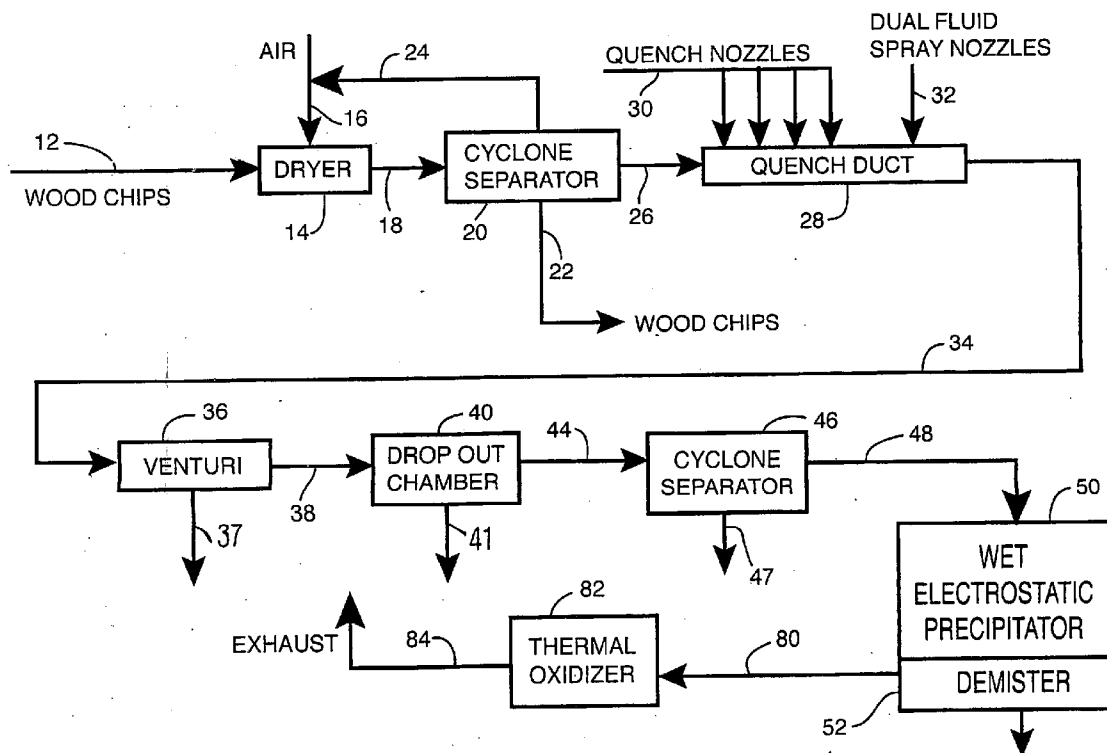 AIR
24
16
12
WOOD CHIPS
DRYER
14
18
CYCLONE
SEPARATOR
20
22
WOOD CHIPS
26
QUENCH NOZZLES
30
DUAL FLUID
SPRAY NOZZLES
32
QUENCH DUCT
28
34
36
VENTURI
37
38
40
DROP OUT
CHAMBER
41
44
46
CYCLONE
SEPARATOR
47
48
50
WET
ELECTROSTATIC
PRECIPITATOR
DEMISTER
52
80
82
THERMAL
OXIDIZER
84
EXHAUST